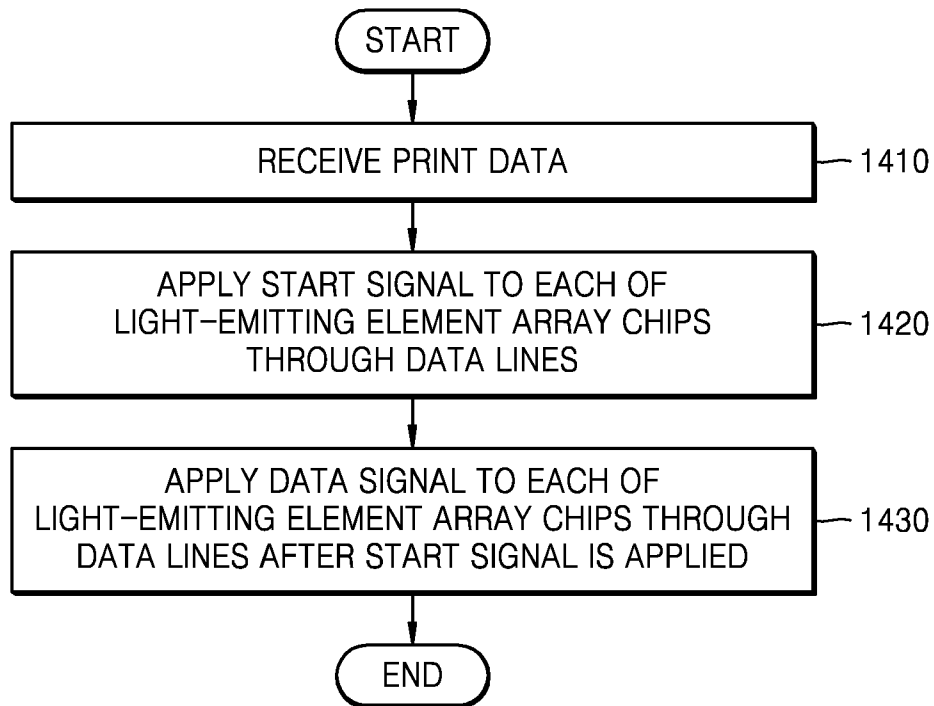 START
RECEIVE PRINT DATA
1410
APPLY START SIGNAL TO EACH OF
LIGHT-EMITTING ELEMENT ARRAY CHIPS
THROUGH DATA LINES
1420
APPLY DATA SIGNAL TO EACH OF
LIGHT-EMITTING ELEMENT ARRAY CHIPS THROUGH
DATA LINES AFTER START SIGNAL IS APPLIED
1430
END